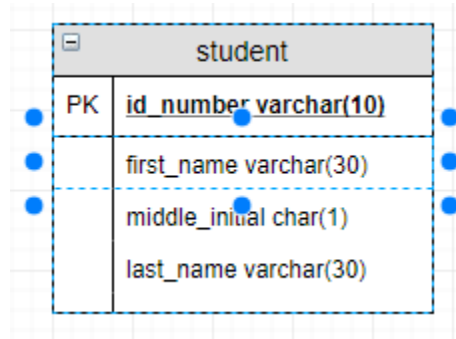 student
PK id_number varchar(10)
first_name varchar(30)
middle_initial char(1)
last_name varchar(30)